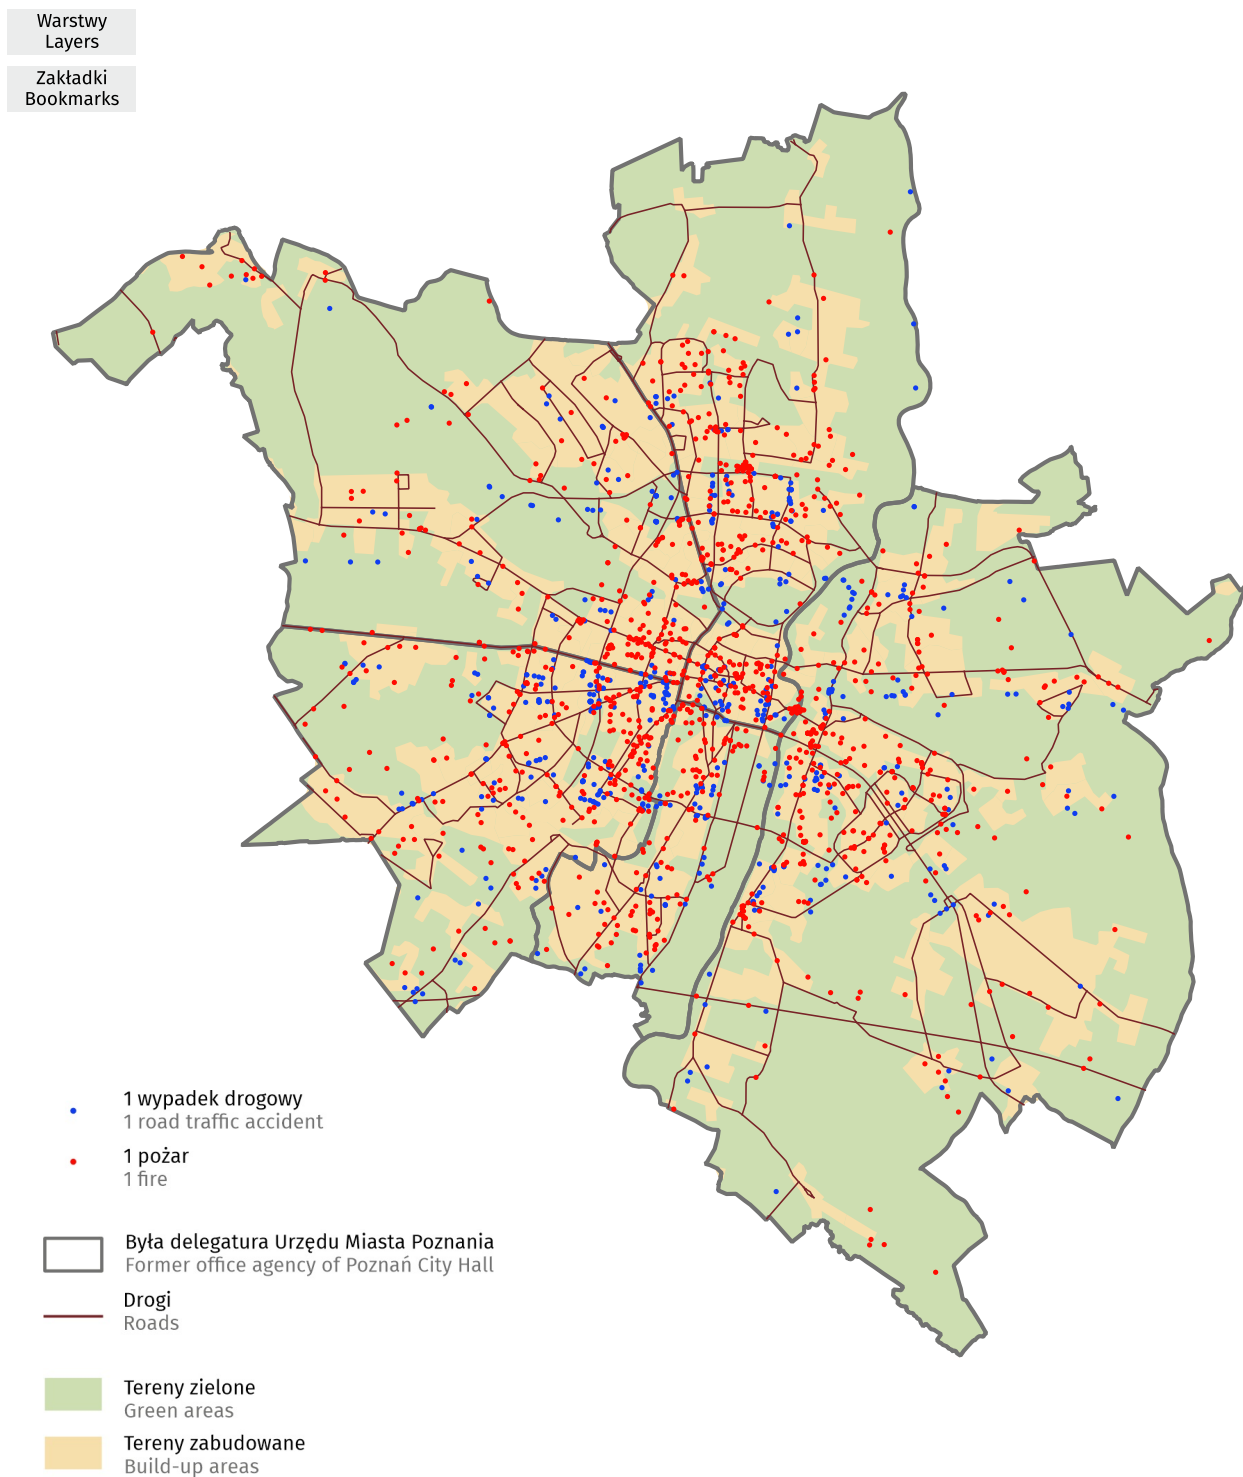 Warstwy
Layers
Zakładki
Bookmarks
1 wypadek drogowy
1 road traffic accident
1 pożar
1 fire
Była delegatura Urzędu Miasta Poznania
Former office agency of Poznań City Hall
Drogi
Roads
Tereny zielone
Green areas
Tereny zabudowane
Build-up areas